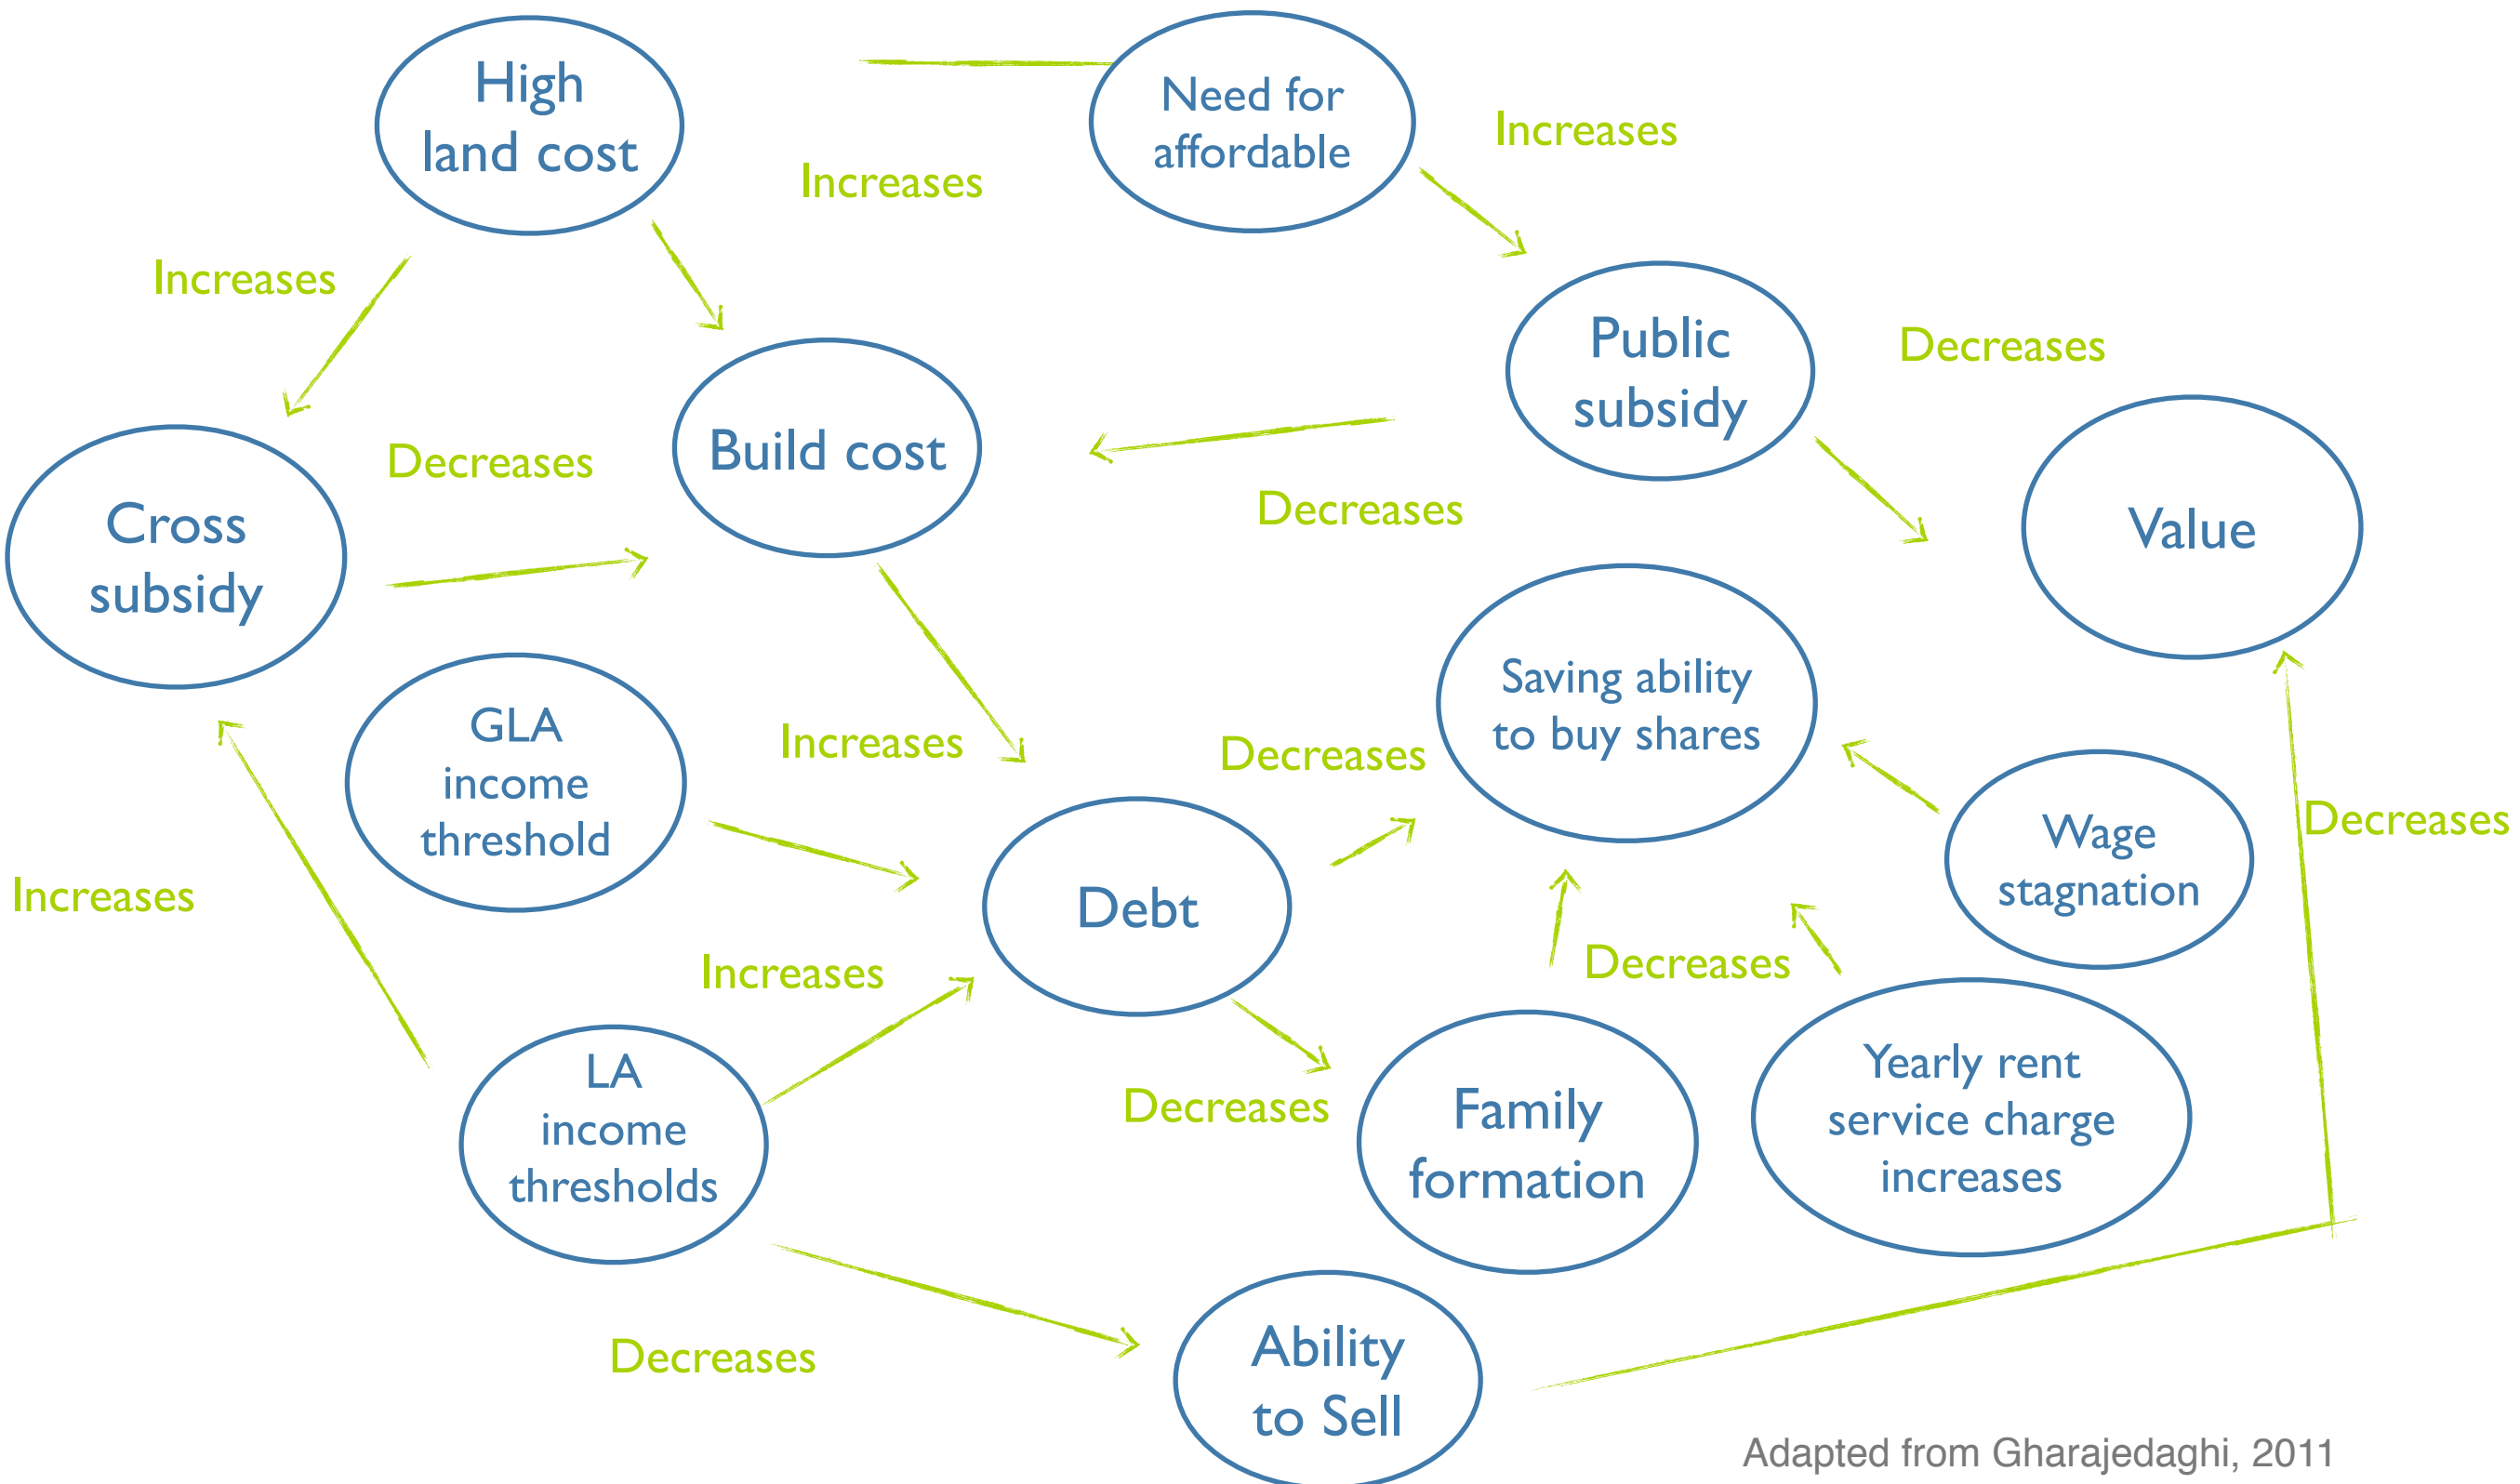 High
land cost
Need for
affordable
Increases
Increases
Increases
Public
subsidy
Decreases
Build cost
Decreases
Decreases
Cross
subsidy
Value
Saving ability
to buy shares
GLA
income
threshold
Increases
Decreases
Wage
stagnation
Decreases
Debt
Increases
Increases
Decreases
LA
income
thresholds
Decreases
Family
formation
Yearly rent
service charge
increases
Decreases
Ability
to Sell
Adapted from Gharajedaghi, 2011